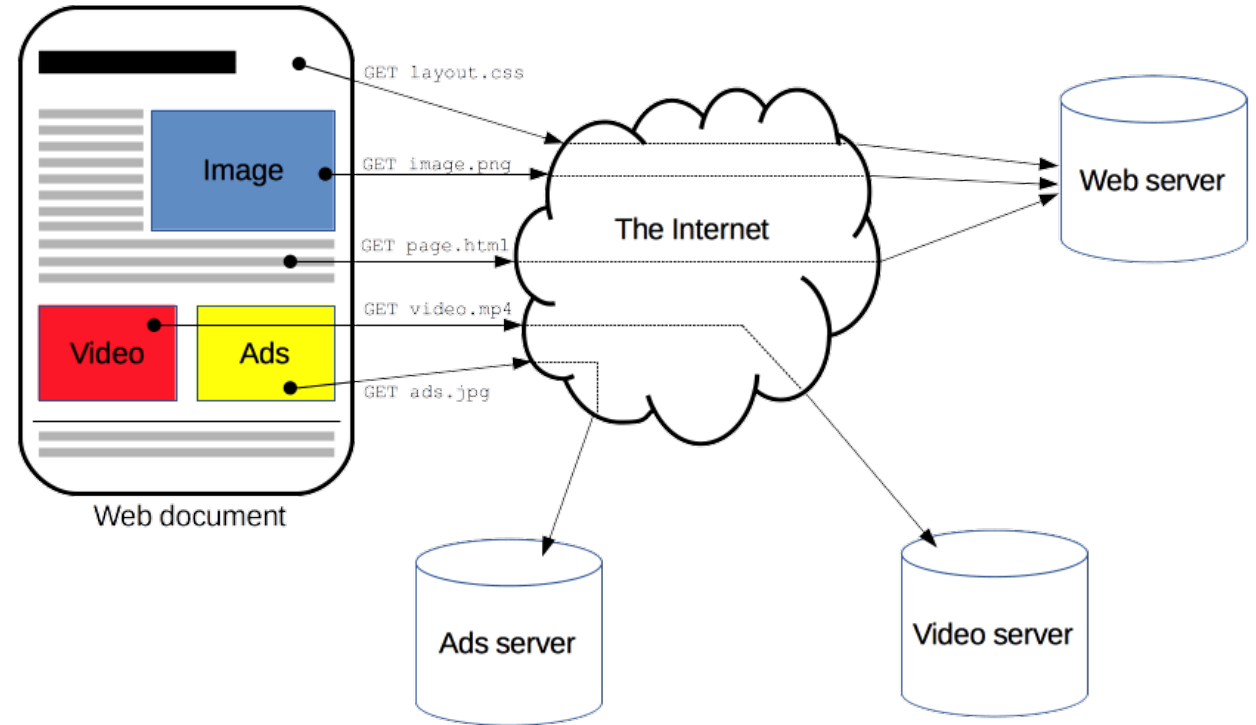 GET layout.css
Image
GET image.png
Web server
The Internet
GET page.html
GET video.mp4
Video
Ads
GET ads.jpg
Web document
Ads server
Video server